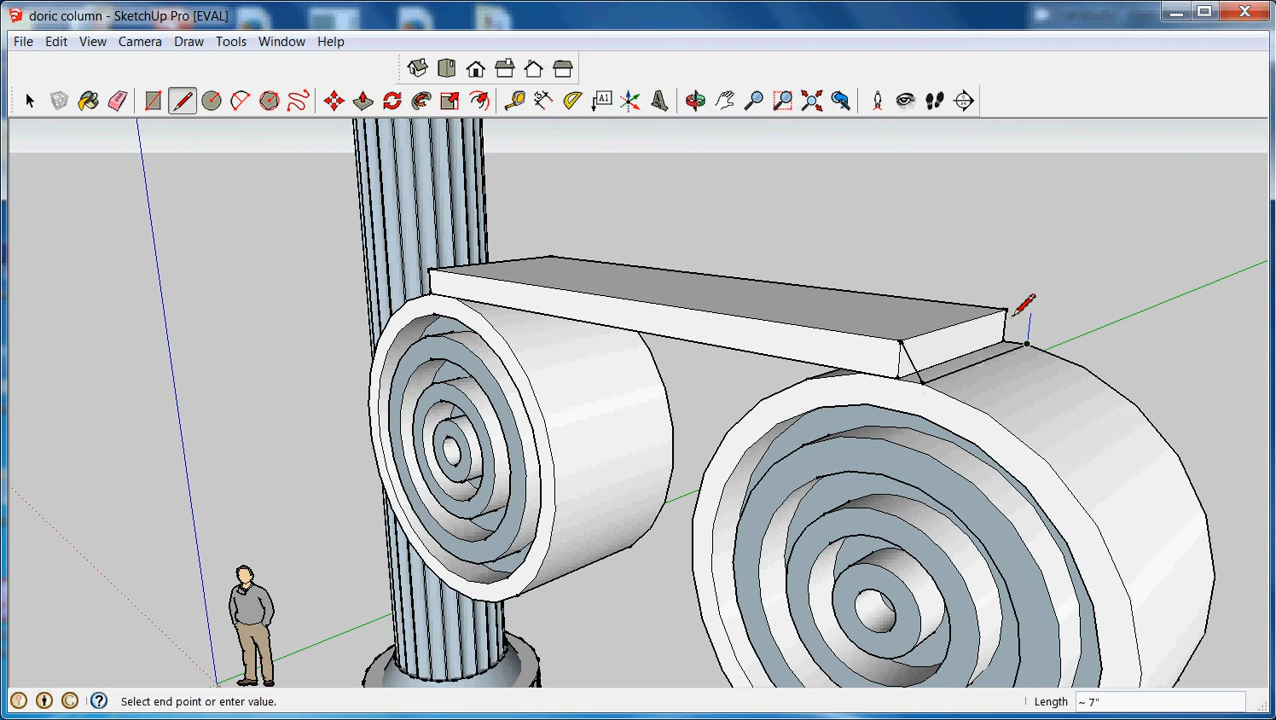 doric column - SketchUp Pro [EVAL]
File Edit View Camera Draw Tools Window Help
A1
Select end point or enter value. Length ~ 7"